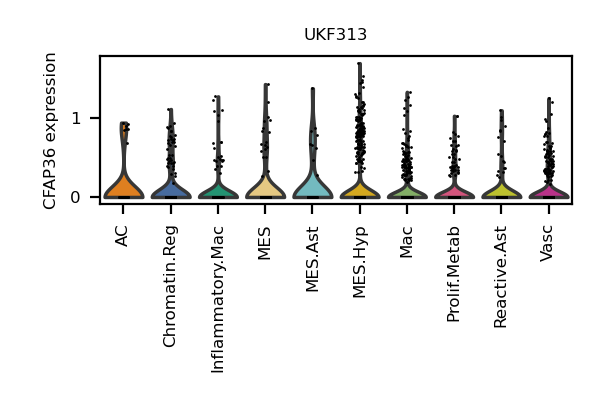 UKF313
CFAP36 expression
1
0
AC
Chromatin.Reg
Inflammatory.Mac
MES
MES.Ast
MES.Hyp
Mac
Prolif.Metab
Reactive.Ast
Vasc